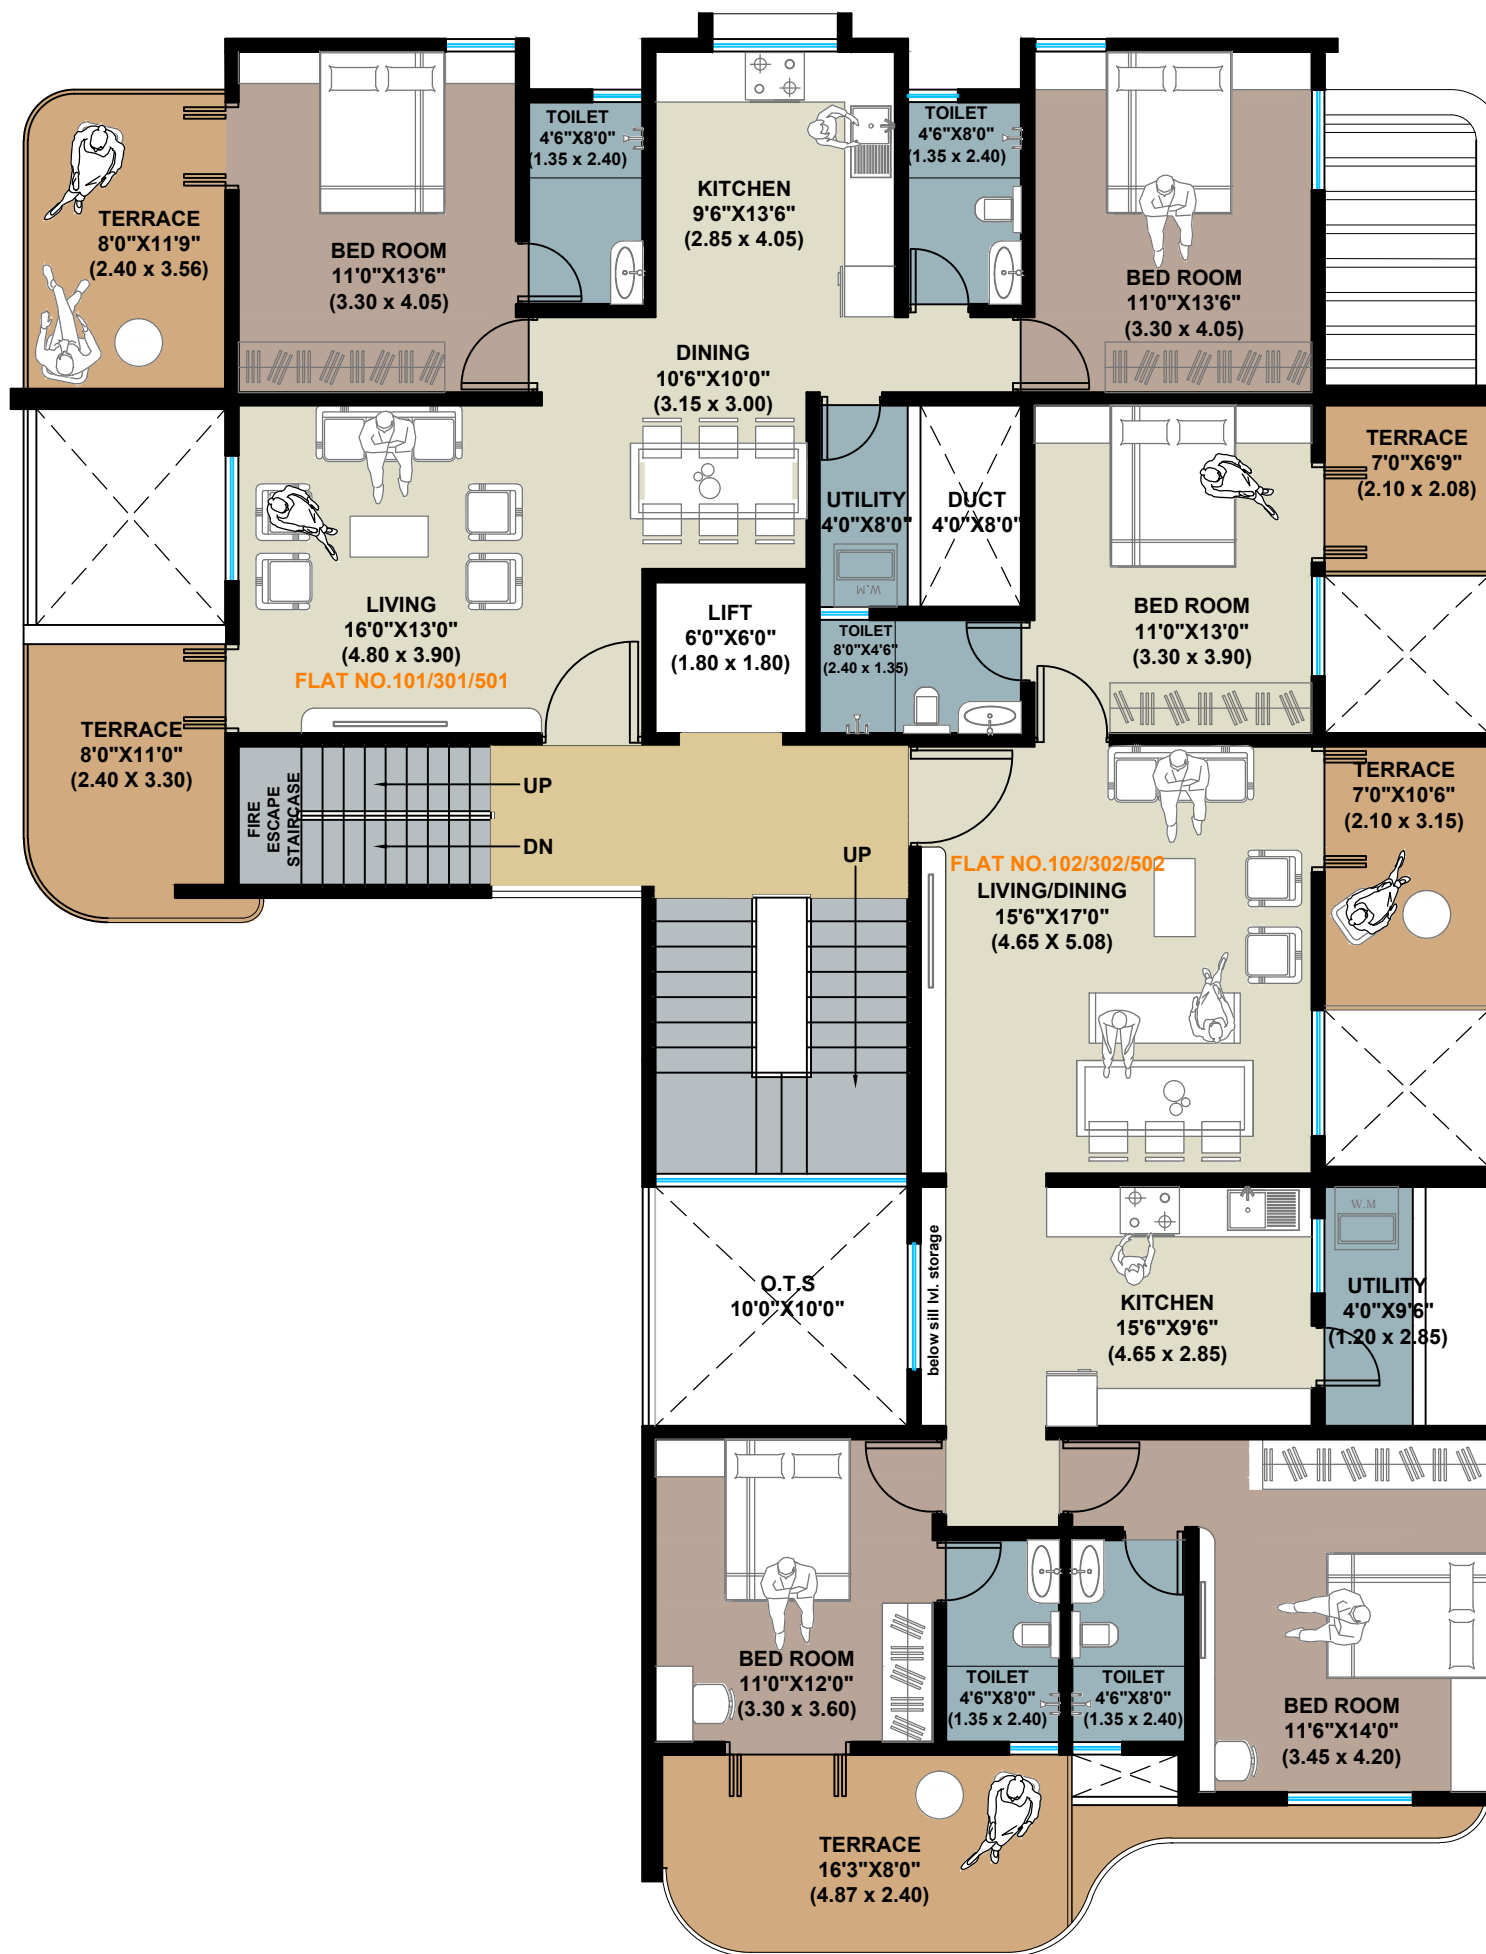 TOILET
4'6"X8'0"
(1.35 x 2.40)
TOILET
4'6"X8'0"
(1.35 x 2.40)
KITCHEN
9'6"X13'6"
(2.85 x 4.05)
TERRACE
8'0"X11'9"
(2.40 x 3.56)
BED ROOM
11'0"X13'6"
(3.30 x 4.05)
BED ROOM
11'0"X13'6"
(3.30 x 4.05)
DINING
10'6"X10'0"
(3.15 x 3.00)
TERRACE
7'0"X6'9"
(2.10 x 2.08)
UTILITY
4'0"X8'0"
W.M
DUCT
4'0"X8'0"
LIVING
16'0"X13'0"
(4.80 x 3.90)
FLAT NO.101/301/501
LIFT
6'0"X6'0"
(1.80 x 1.80)
TOILET
8'0"X4'6"
(2.40 x 1.35)
BED ROOM
11'0"X13'0"
(3.30 x 3.90)
TERRACE
8'0"X11'0"
(2.40 X 3.30)
FIRE
ESCAPE
STAIRCASE
UP
DN
UP
TERRACE
7'0"X10'6"
(2.10 x 3.15)
FLAT NO.102/302/502
LIVING/DINING
15'6"X17'0"
(4.65 X 5.08)
W.M
O.T.S
10'0"X10'0"
below sill lvl. storage
KITCHEN
15'6"X9'6"
(4.65 x 2.85)
UTILITY
4'0"X9'6"
(1.20 x 2.85)
BED ROOM
11'0"X12'0"
(3.30 x 3.60)
TOILET
4'6"X8'0"
(1.35 x 2.40)
TOILET
4'6"X8'0"
(1.35 x 2.40)
BED ROOM
11'6"X14'0"
(3.45 x 4.20)
TERRACE
16'3"X8'0"
(4.87 x 2.40)